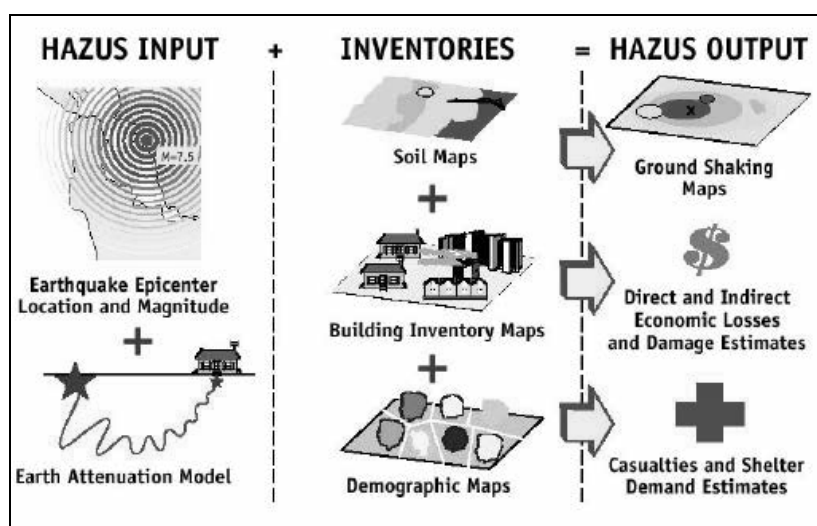 HAZUS INPUT + INVENTORIES = HAZUS OUTPUT
M=7.5
Earthquake Epicenter
Location and Magnitude
+
Earth Attenuation Model
Soil Maps
+
Building Inventory Maps
+
Demographic Maps
Ground Shaking
Maps
$
Direct and Indirect
Economic Losses
and Damage Estimates
Casualties and Shelter
Demand Estimates